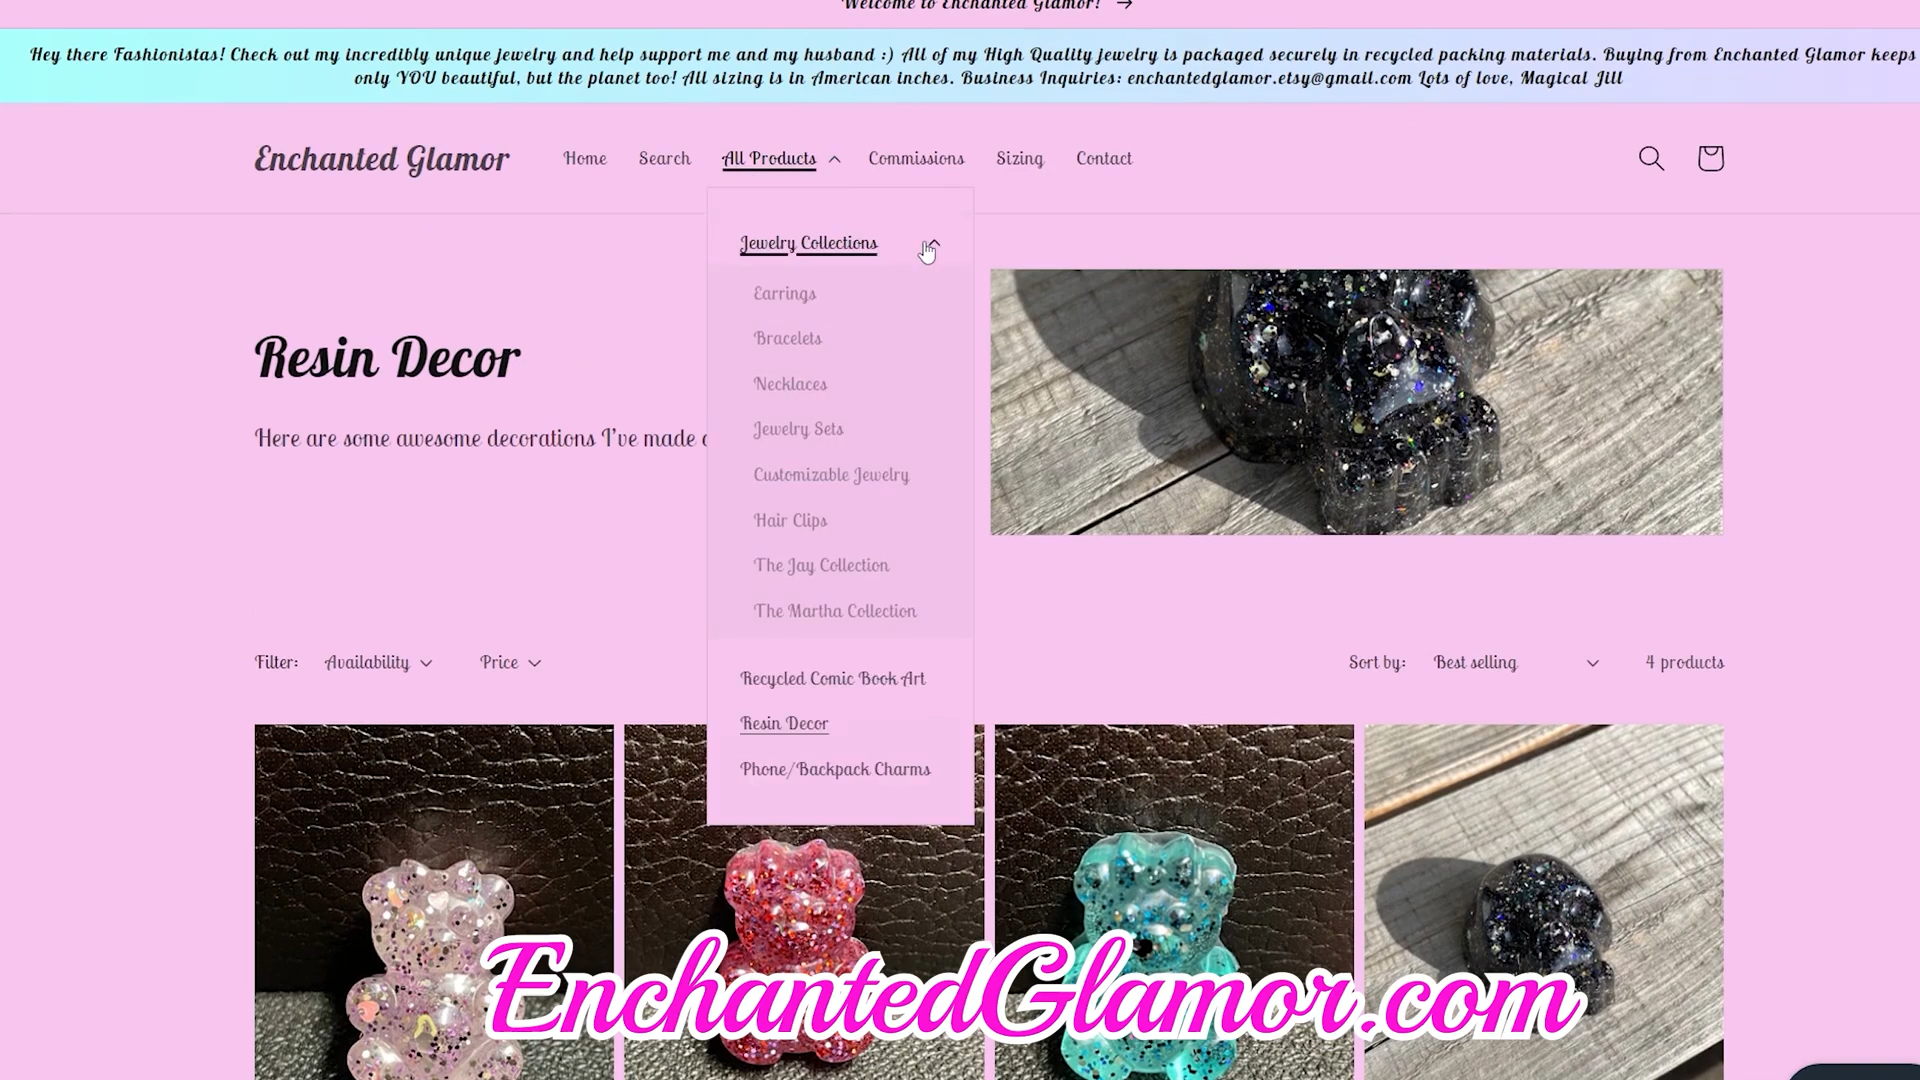 Welcome to Enchanted Glamor! →
Hey there Fashionistas! Check out my incredibly unique jewelry and help support me and my husband :) All of my High Quality jewelry is packaged securely in recycled packing materials. Buying from Enchanted Glamor keeps
only YOU beautiful, but the planet too! All sizing is in American inches. Business Inquiries: enchantedglamor.etsy@gmail.com Lots of love, Magical Jill
Enchanted Glamor Home Search All Products Commissions Sizing Contact
Jewelry Collections
Earrings
Bracelets
Necklaces
Jewelry Sets
Customizable Jewelry
Hair Clips
The Jay Collection
The Martha Collection
Recycled Comic Book Art
Resin Decor
Phone/Backpack Charms
Resin Decor
Here are some awesome decorations I've made
Filter: Availability Price
Sort by: Best selling 4 products
EnchantedGlamor.com